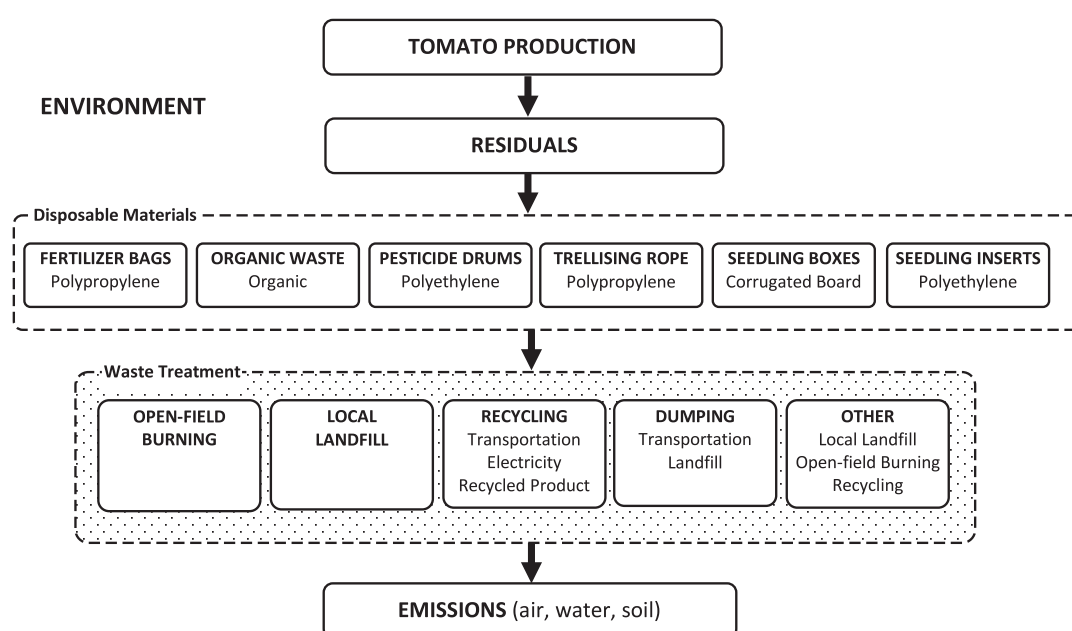 TOMATO PRODUCTION
ENVIRONMENT
RESIDUALS
Disposable Materials
FERTILIZER BAGS
Polypropylene
ORGANIC WASTE
Organic
PESTICIDE DRUMS
Polyethylene
TRELLISING ROPE
Polypropylene
SEEDLING BOXES
Corrugated Board
SEEDLING INSERTS
Polyethylene
Waste Treatment
OPEN-FIELD
BURNING
LOCAL
LANDFILL
RECYCLING
Transportation
Electricity
Recycled Product
DUMPING
Transportation
Landfill
OTHER
Local Landfill
Open-field Burning
Recycling
EMISSIONS (air, water, soil)